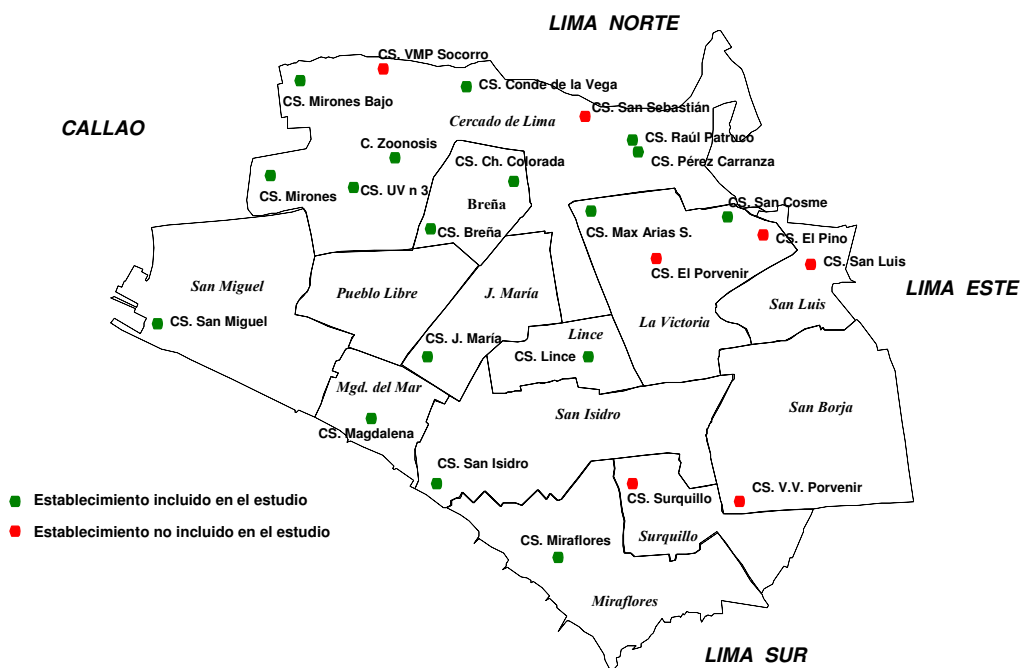 LIMA NORTE
CS. VMP Socorro
CS. Conde de la Vega
CS. Mirones Bajo
CS. San Sebastián
CALLAO
Cercado de Lima
CS. Raúl Patruco
C. Zoonosis
CS. Pérez Carranza
CS. Ch. Colorada
CS. Mirones
CS. UV n 3
Breña
CS. San Cosme
CS. Breña
CS. Max Arias S.
CS. El Pino
CS. San Luis
CS. El Porvenir
San Miguel
Pueblo Libre
J. María
LIMA ESTE
San Luis
CS. San Miguel
La Victoria
CS. J. María
Lince
CS. Lince
Mgd. del Mar
San Isidro
San Borja
CS. Magdalena
CS. San Isidro
CS. Surquillo
CS. V.V. Porvenir
Establecimiento incluido en el estudio
Establecimiento no incluido en el estudio
Surquillo
CS. Miraflores
Miraflores
LIMA SUR